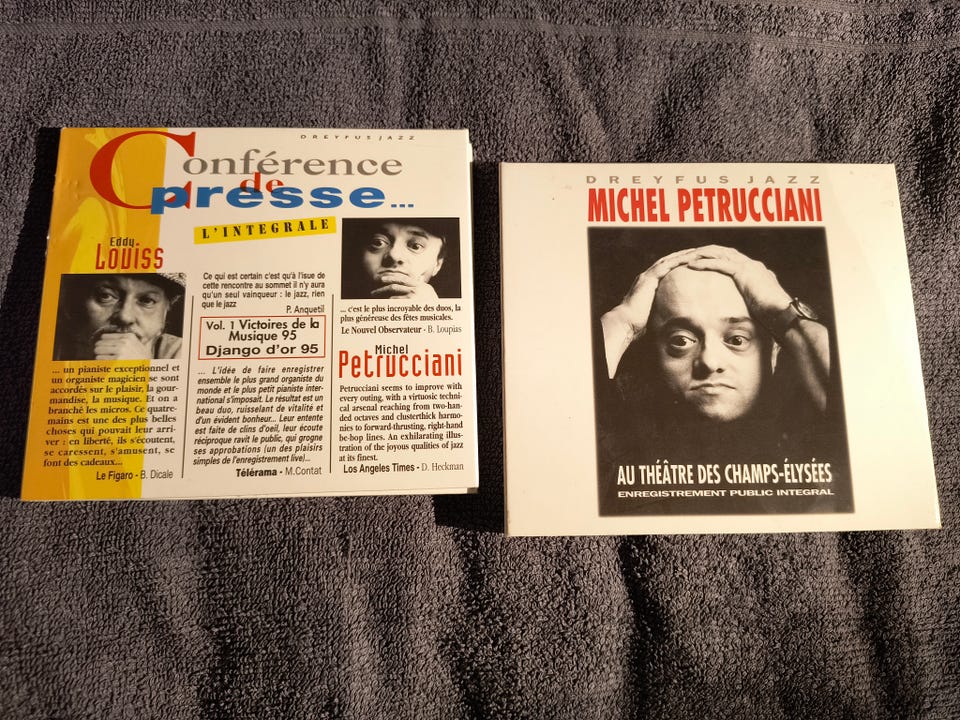 DREYFUS JAZZ
Conférence
de
presse...
L'INTEGRALE
Eddy
Louiss
... un pianiste exceptionnel et
un organiste magicien se sont
accordés sur le plaisir, la gour-
mandise, la musique. Et on a
branché les micros. Ce quatre-
mains est une des plus belles
choses qui pouvait leur arri-
ver : en liberté, ils s'écoutent,
se caressent, s'amusent, se
font des cadeaux...
Le Figaro - B. Dicale
Ce qui est certain c'est qu'à l'isue de
cette rencontre au sommet il n'y aura
qu'un seul vainqueur : le jazz, rien
que le jazz
P. Anquetil
Vol. 1 Victoires de la
Musique 95
Django d'or 95
... L'idée de faire enregistrer
ensemble le plus grand organiste du
monde et le plus petit pianiste inter-
national s'imposait. Le résultat est un
beau duo, ruisselant de vitalité et
d'un évident bonheur... Leur entente
est faite de clins d'oeil, leur écoute
réciproque ravit le public, qui grogne
ses approbations (un des plaisirs
simples de l'enregistrement live)...
Télérama - M.Contat
... c'est le plus incroyable des duos, la
plus généreuse des fêtes musicales.
Le Nouvel Observateur - B. Loupias
Michel
Petrucciani
Petrucciani seems to improve with
every outing, with a virtuosic techni-
cal arsenal reaching from two-han-
ded octaves and clusterthick harmo-
nies to forward-thrusting, right-hand
be-bop lines. An exhilarating illus-
tration of the joyous qualities of jazz
at its finest.
Los Angeles Times - D. Heckman
DREYFUS JAZZ
MICHEL PETRUCCIANI
AU THÉÂTRE DES CHAMPS-ÉLYSÉES
ENREGISTREMENT PUBLIC INTEGRAL